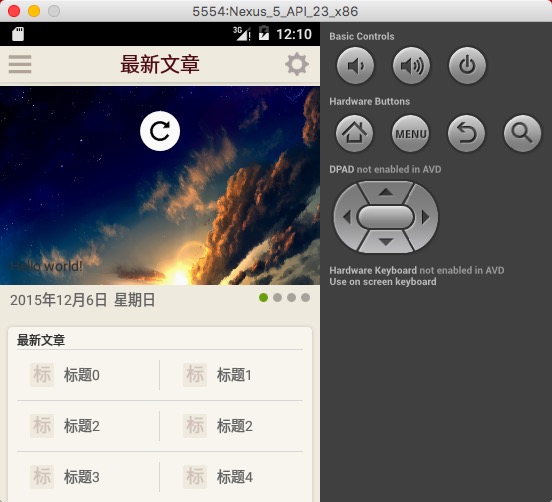 5554:Nexus_5_API_23_x86
3G 12:10
最新文章
Hello world!
2015年12月6日 星期日
最新文章
标 标题0 标 标题1
标 标题2 标 标题2
标 标题3 标 标题4
Basic Controls
Hardware Buttons
MENU
DPAD not enabled in AVD
Hardware Keyboard not enabled in AVD
Use on screen keyboard